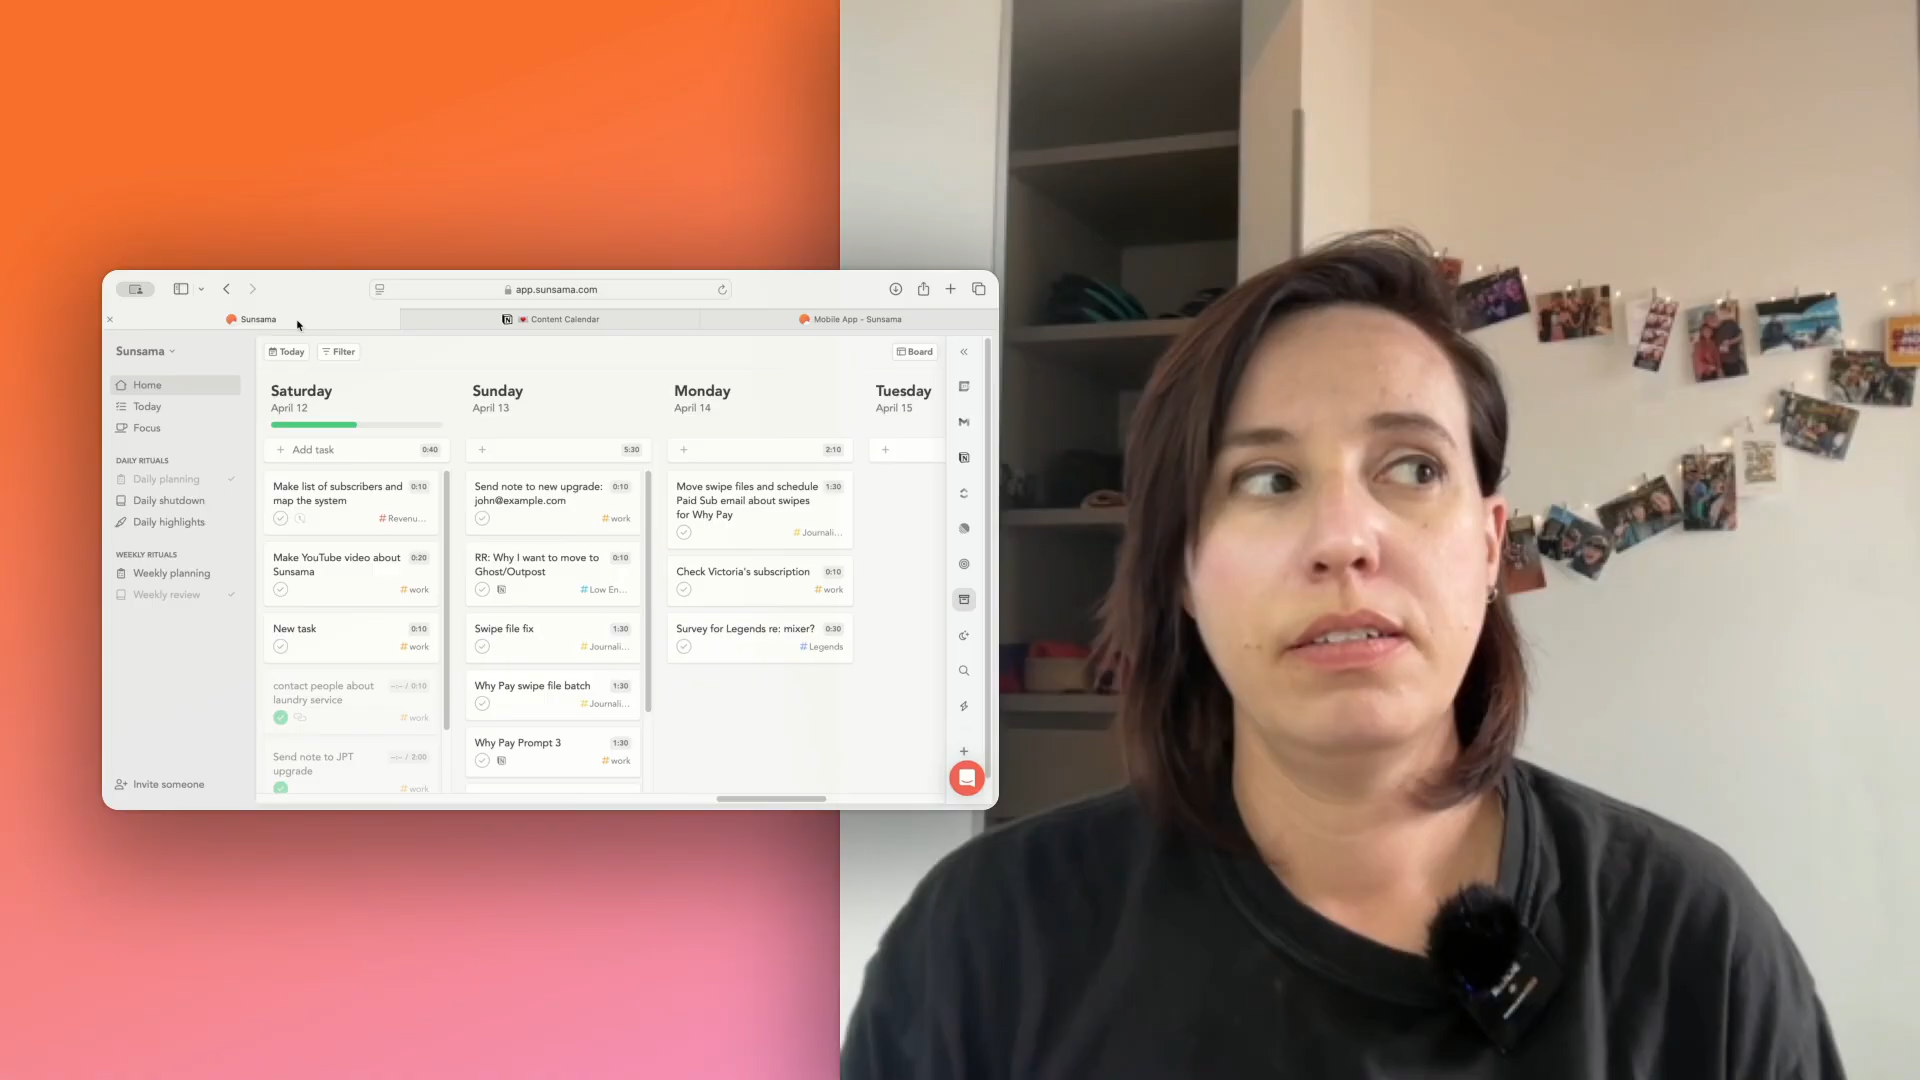 app.sunsama.com
Sunsama
Content Calendar
Mobile App – Sunsama
Sunsama
Home
Today
Focus
DAILY RITUALS
Daily planning
Daily shutdown
Daily highlights
WEEKLY RITUALS
Weekly planning
Weekly review
Invite someone
Today
Filter
Board
Saturday
April 12
Add task
0:40
Make list of subscribers and
map the system
0:10
# Revenu...
Make YouTube video about
Sunsama
0:20
# work
New task
0:10
# work
contact people about
laundry service
--:-- / 0:10
# work
Send note to JPT
upgrade
--:-- / 2:00
# work
Sunday
April 13
5:30
Send note to new upgrade:
john@example.com
0:10
# work
RR: Why I want to move to
Ghost/Outpost
0:10
# Low En...
Swipe file fix
1:30
# Journali...
Why Pay swipe file batch
1:30
# Journali...
Why Pay Prompt 3
1:30
# work
Monday
April 14
2:10
Move swipe files and schedule
Paid Sub email about swipes
for Why Pay
1:30
# Journali...
Check Victoria's subscription
0:10
# work
Survey for Legends re: mixer?
0:30
# Legends
Tuesday
April 15